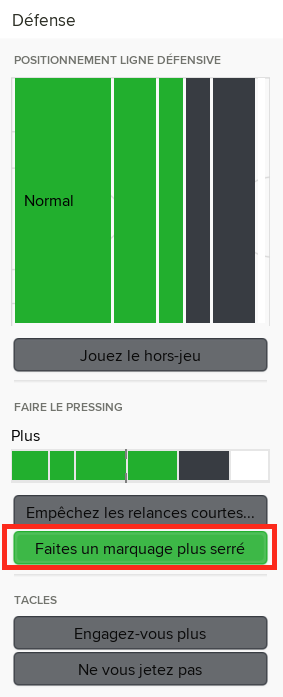 Défense
POSITIONNEMENT LIGNE DÉFENSIVE
Normal
Jouez le hors-jeu
FAIRE LE PRESSING
Plus
Empêchez les relances courtes...
Faites un marquage plus serré
TACLES
Engagez-vous plus
Ne vous jetez pas